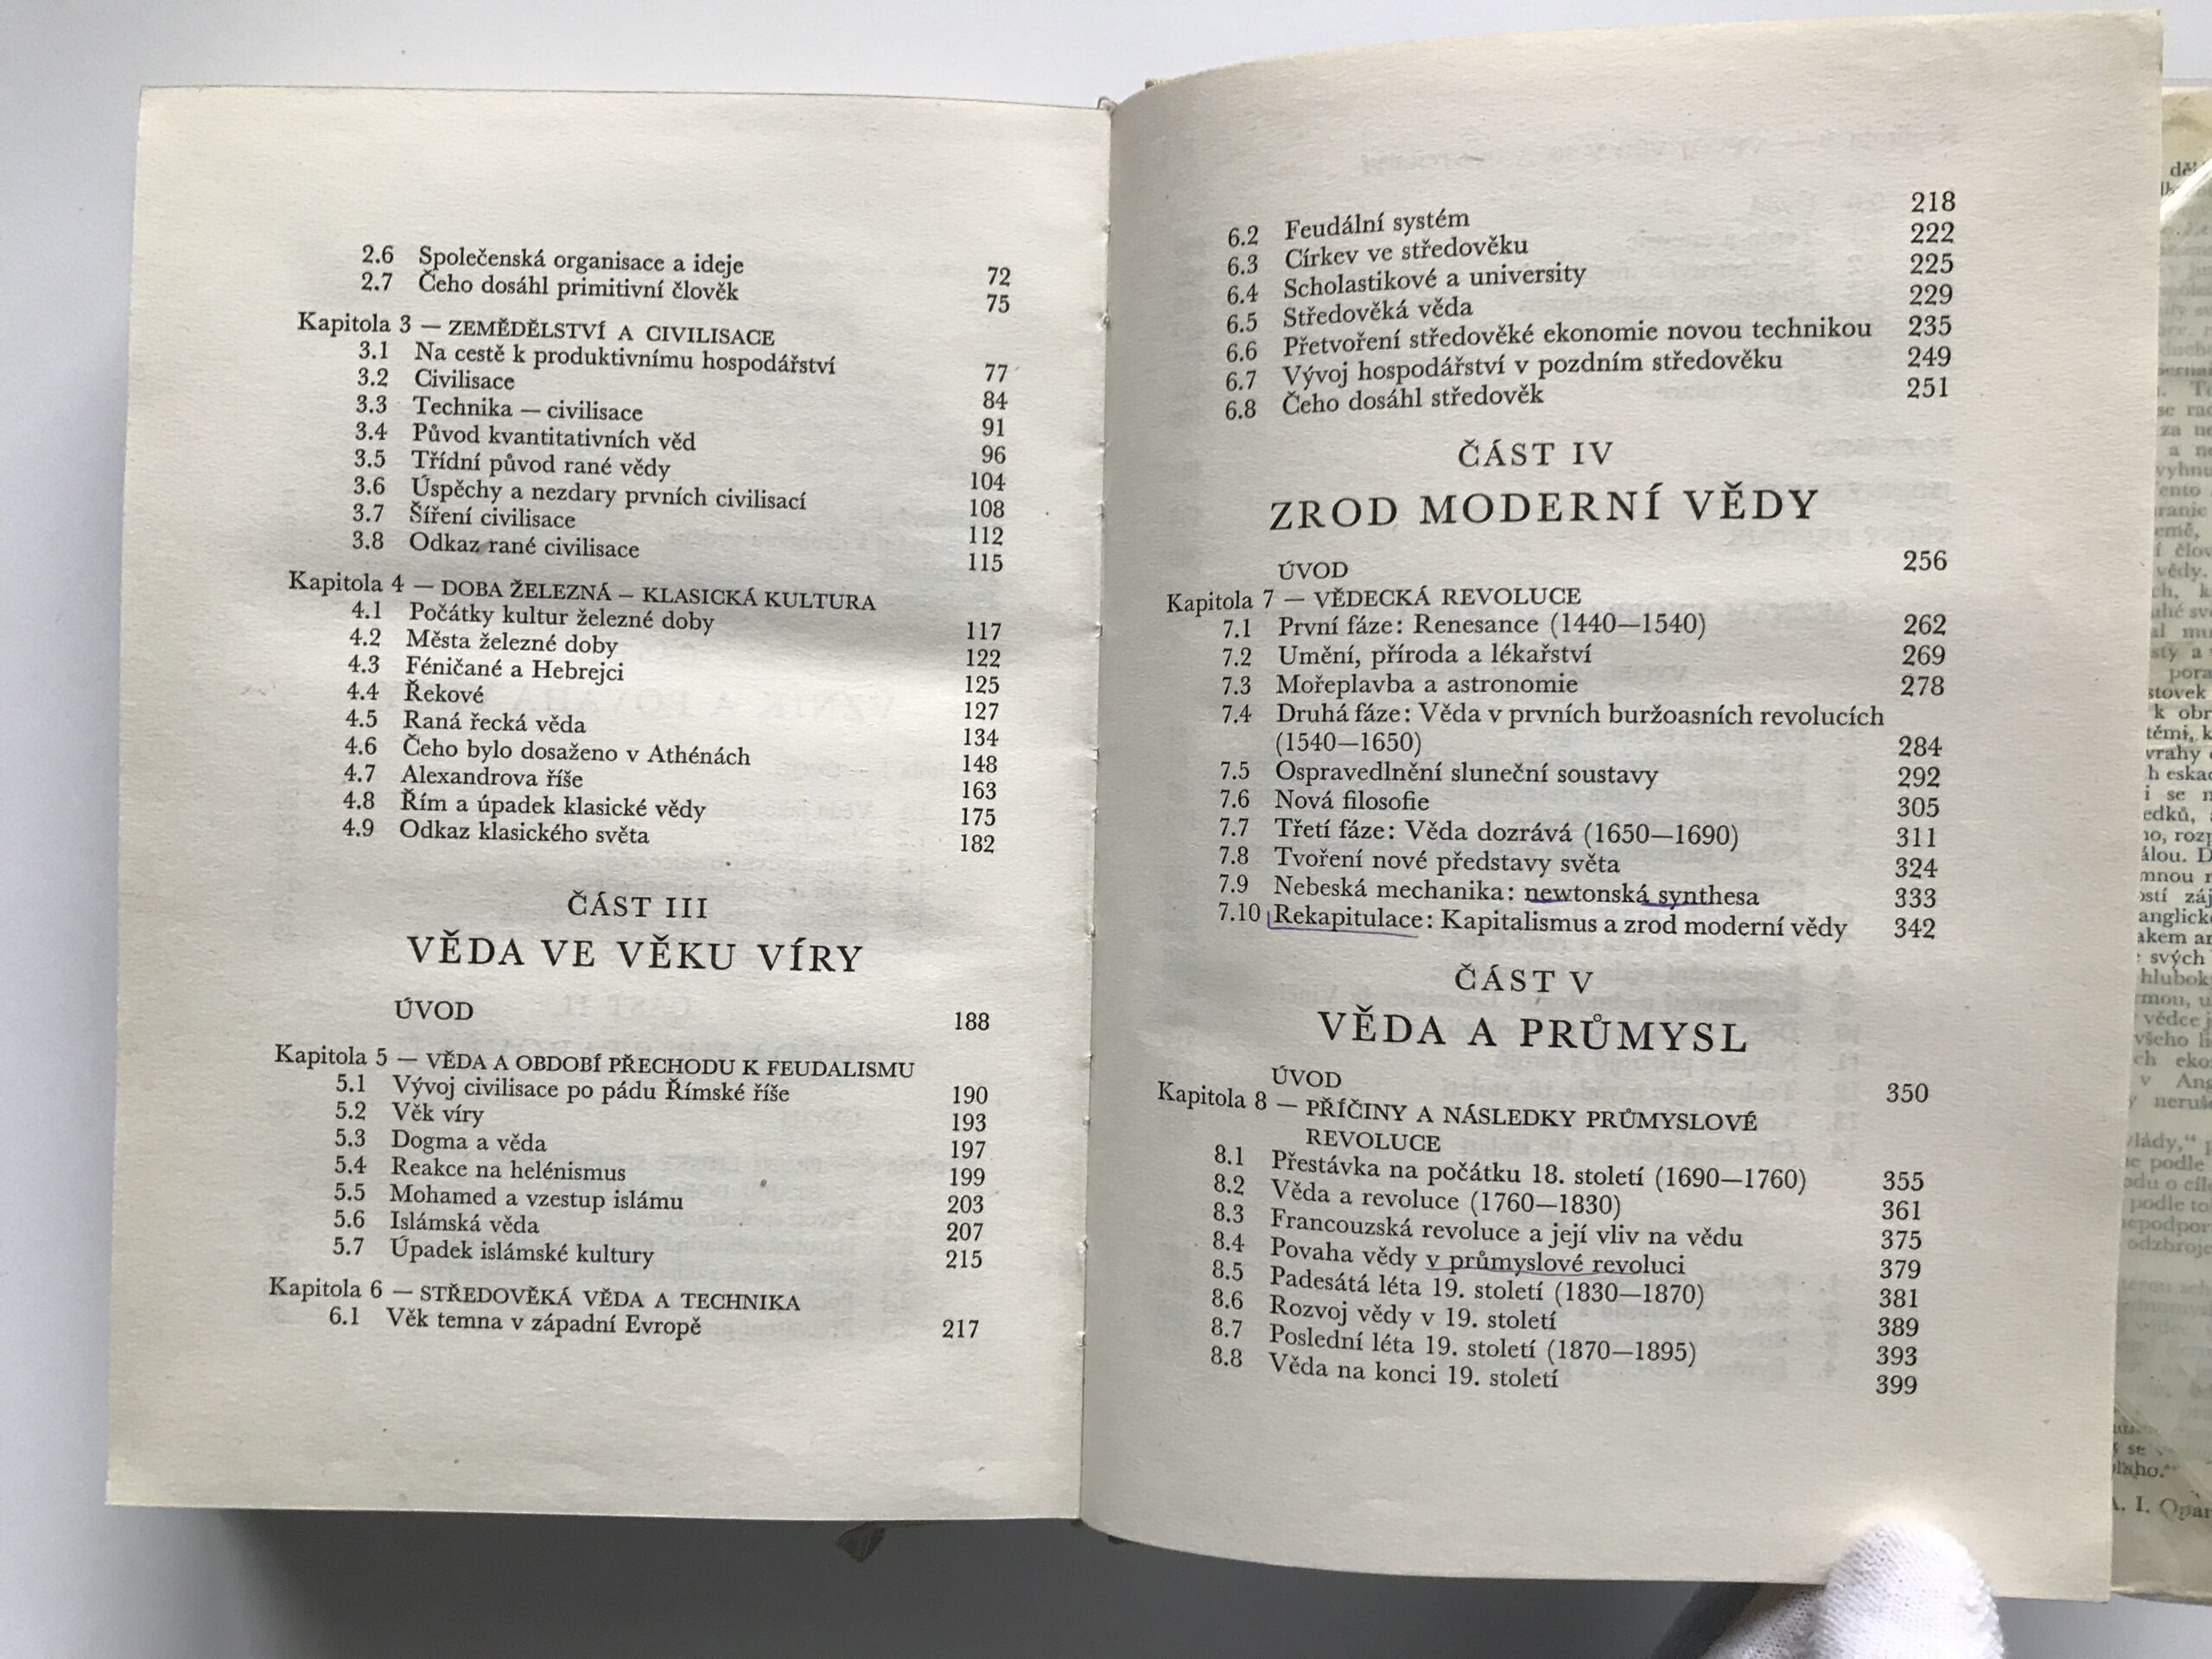 2.6 Společenská organisace a ideje 72
2.7 Čeho dosáhl primitivní člověk 75
Kapitola 3 — ZEMĚDĚLSTVÍ A CIVILISACE
3.1 Na cestě k produktivnímu hospodářství 77
3.2 Civilisace 84
3.3 Technika — civilisace 91
3.4 Původ kvantitativních věd 96
3.5 Třídní původ rané vědy 104
3.6 Úspěchy a nezdary prvních civilisací 108
3.7 Šíření civilisace 112
3.8 Odkaz rané civilisace 115
Kapitola 4 — DOBA ŽELEZNÁ – KLASICKÁ KULTURA
4.1 Počátky kultur železné doby 117
4.2 Města železné doby 122
4.3 Féničané a Hebrejci 125
4.4 Řekové 127
4.5 Raná řecká věda 134
4.6 Čeho bylo dosaženo v Athénách 148
4.7 Alexandrova říše 163
4.8 Řím a úpadek klasické vědy 175
4.9 Odkaz klasického světa 182
ČÁST III
VĚDA VE VĚKU VÍRY
ÚVOD 188
Kapitola 5 — VĚDA A OBDOBÍ PŘECHODU K FEUDALISMU
5.1 Vývoj civilisace po pádu Římské říše 190
5.2 Věk víry 193
5.3 Dogma a věda 197
5.4 Reakce na helénismus 199
5.5 Mohamed a vzestup islámu 203
5.6 Islámská věda 207
5.7 Úpadek islámské kultury 215
Kapitola 6 — STŘEDOVĚKÁ VĚDA A TECHNIKA
6.1 Věk temna v západní Evropě 217
6.2 Feudální systém 218
6.3 Církev ve středověku 222
6.4 Scholastikové a university 225
6.5 Středověká věda 229
6.6 Přetvoření středověké ekonomie novou technikou 235
6.7 Vývoj hospodářství v pozdním středověku 249
6.8 Čeho dosáhl středověk 251
ČÁST IV
ZROD MODERNÍ VĚDY
ÚVOD 256
Kapitola 7 — VĚDECKÁ REVOLUCE
7.1 První fáze: Renesance (1440—1540) 262
7.2 Umění, příroda a lékařství 269
7.3 Mořeplavba a astronomie 278
7.4 Druhá fáze: Věda v prvních buržoasních revolucích
(1540—1650) 284
7.5 Ospravedlnění sluneční soustavy 292
7.6 Nová filosofie 305
7.7 Třetí fáze: Věda dozrává (1650—1690) 311
7.8 Tvoření nové představy světa 324
7.9 Nebeská mechanika: newtonská synthesa 333
7.10 Rekapitulace: Kapitalismus a zrod moderní vědy 342
ČÁST V
VĚDA A PRŮMYSL
ÚVOD 350
Kapitola 8 — PŘÍČINY A NÁSLEDKY PRŮMYSLOVÉ
REVOLUCE
8.1 Přestávka na počátku 18. století (1690—1760) 355
8.2 Věda a revoluce (1760—1830) 361
8.3 Francouzská revoluce a její vliv na vědu 375
8.4 Povaha vědy v průmyslové revoluci 379
8.5 Padesátá léta 19. století (1830—1870) 381
8.6 Rozvoj vědy v 19. století 389
8.7 Poslední léta 19. století (1870—1895) 393
8.8 Věda na konci 19. století 399